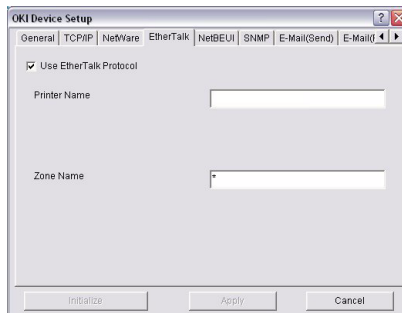 OKI Device Setup
General TCP/IP NetWare EtherTalk NetBEUI SNMP E-Mail(Send)
Use EtherTalk Protocol
Printer Name
Zone Name *
Initialize Apply Cancel